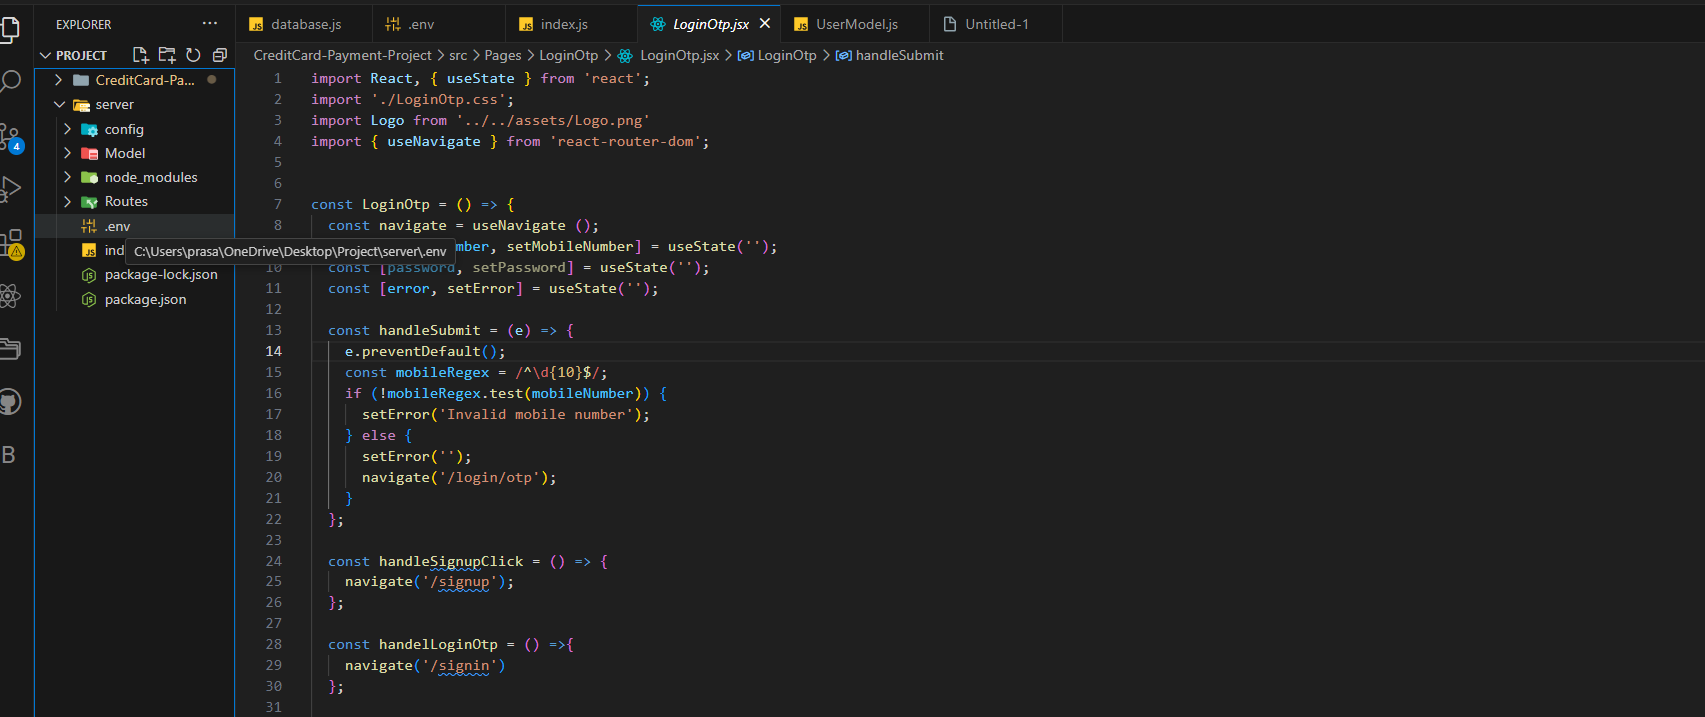 EXPLORER
PROJECT
CreditCard-Pa...
server
config
Model
node_modules
Routes
.env
ind
package-lock.json
package.json
4
B
database.js
.env
index.js
LoginOtp.jsx
UserModel.js
Untitled-1
CreditCard-Payment-Project > src > Pages > LoginOtp > LoginOtp.jsx > LoginOtp > handleSubmit
1 import React, { useState } from 'react';
2 import './LoginOtp.css';
3 import Logo from '../../assets/Logo.png'
4 import { useNavigate } from 'react-router-dom';
5
6
7 const LoginOtp = () => {
8 const navigate = useNavigate ();
C:\Users\prasa\OneDrive\Desktop\Project\server\.env
mber, setMobileNumber] = useState('');
10 const [password, setPassword] = useState('');
11 const [error, setError] = useState('');
12
13 const handleSubmit = (e) => {
14 e.preventDefault();
15 const mobileRegex = /^\d{10}$/;
16 if (!mobileRegex.test(mobileNumber)) {
17 setError('Invalid mobile number');
18 } else {
19 setError('');
20 navigate('/login/otp');
21 }
22 };
23
24 const handleSignupClick = () => {
25 navigate('/signup');
26 };
27
28 const handelLoginOtp = () =>{
29 navigate('/signin')
30 };
31